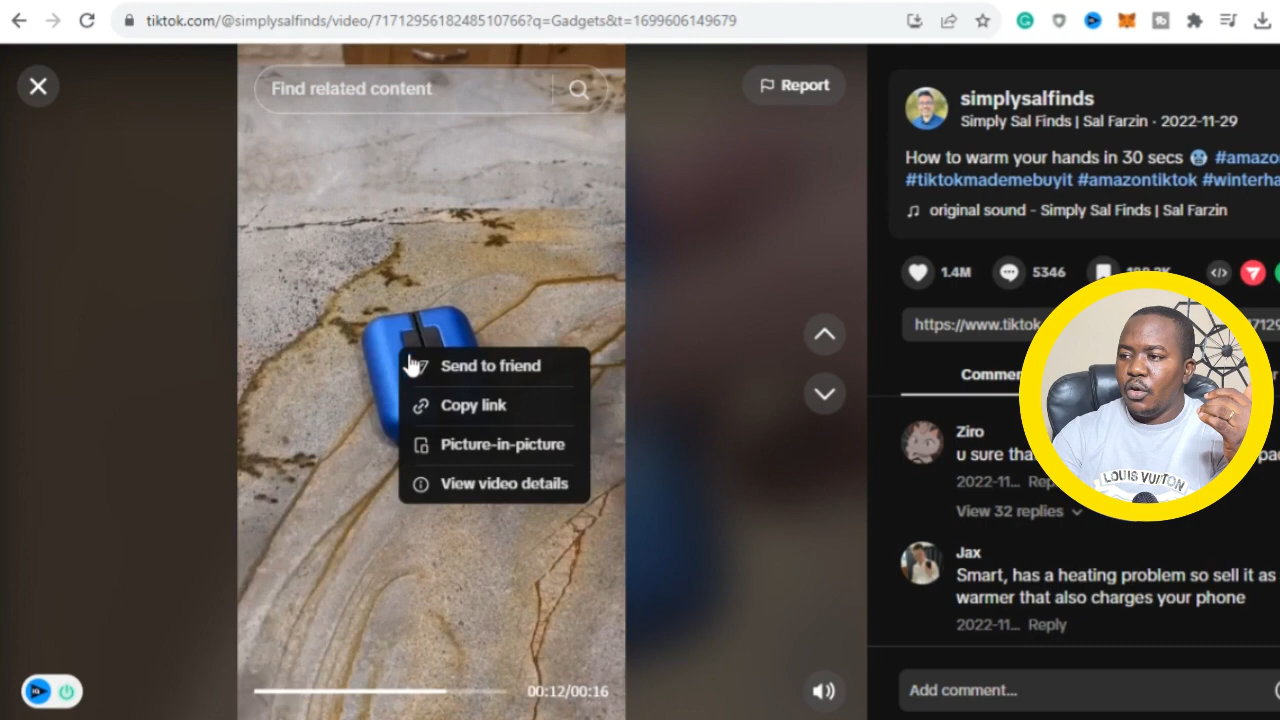 tiktok.com/@simplysalfinds/video/7171295618248510766?q=Gadgets&t=1699606149679
Find related content
Report
simplysalfinds
Simply Sal Finds | Sal Farzin · 2022-11-29
How to warm your hands in 30 secs 🥶 #amazo
#tiktokmademebuyit #amazontiktok #winterha
original sound - Simply Sal Finds | Sal Farzin
1.4M
5346
https://www.tiktok
7129
Send to friend
Copy link
Picture-in-picture
View video details
Commen
Ziro
u sure tha
2022-11... Rep
View 32 replies
LOUIS VUITTON
Jax
Smart, has a heating problem so sell it as
warmer that also charges your phone
2022-11... Reply
00:12/00:16
Add comment...